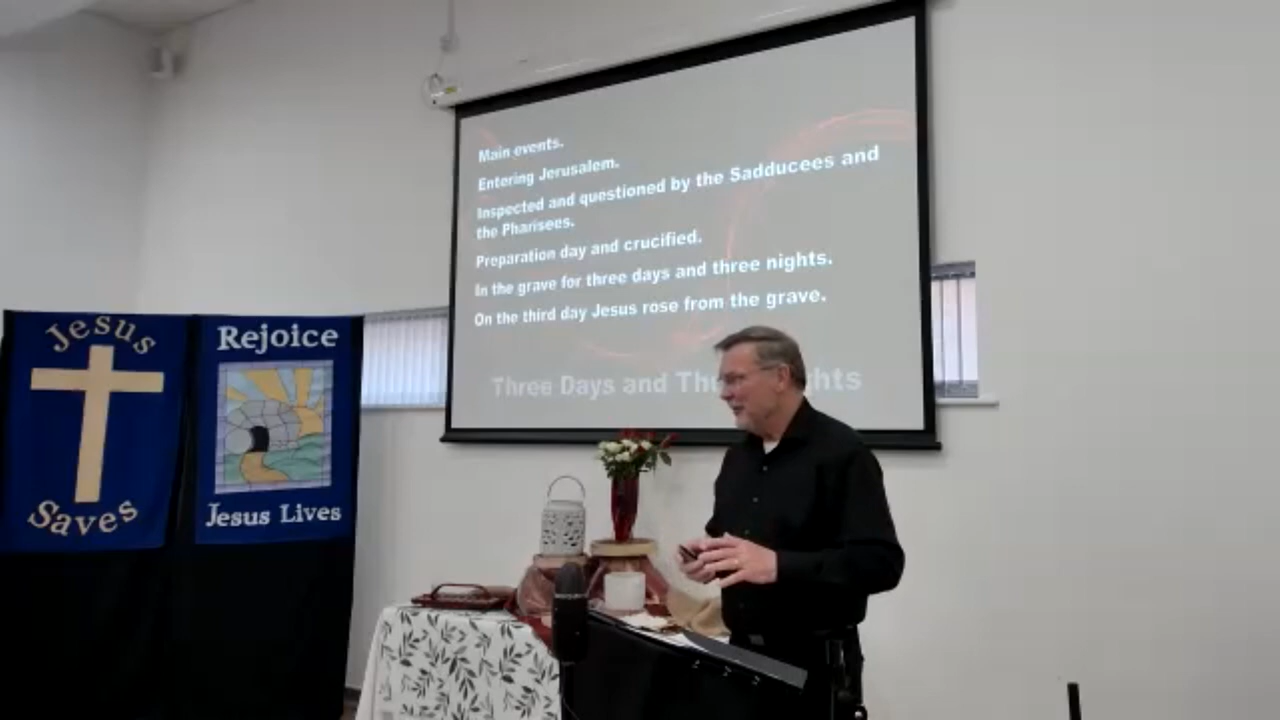 Main events.
Entering Jerusalem.
Inspected and questioned by the Sadducees and
the Pharisees.
Preparation day and crucified.
In the grave for three days and three nights.
On the third day Jesus rose from the grave.
Three Days and Th ghts
Jesus
Saves
Rejoice
Jesus Lives